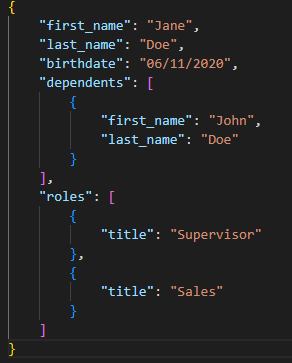 {
    "first_name": "Jane",
    "last_name": "Doe",
    "birthdate": "06/11/2020",
    "dependents": [
        {
            "first_name": "John",
            "last_name": "Doe"
        }
    ],
    "roles": [
        {
            "title": "Supervisor"
        },
        {
            "title": "Sales"
        }
    ]
}